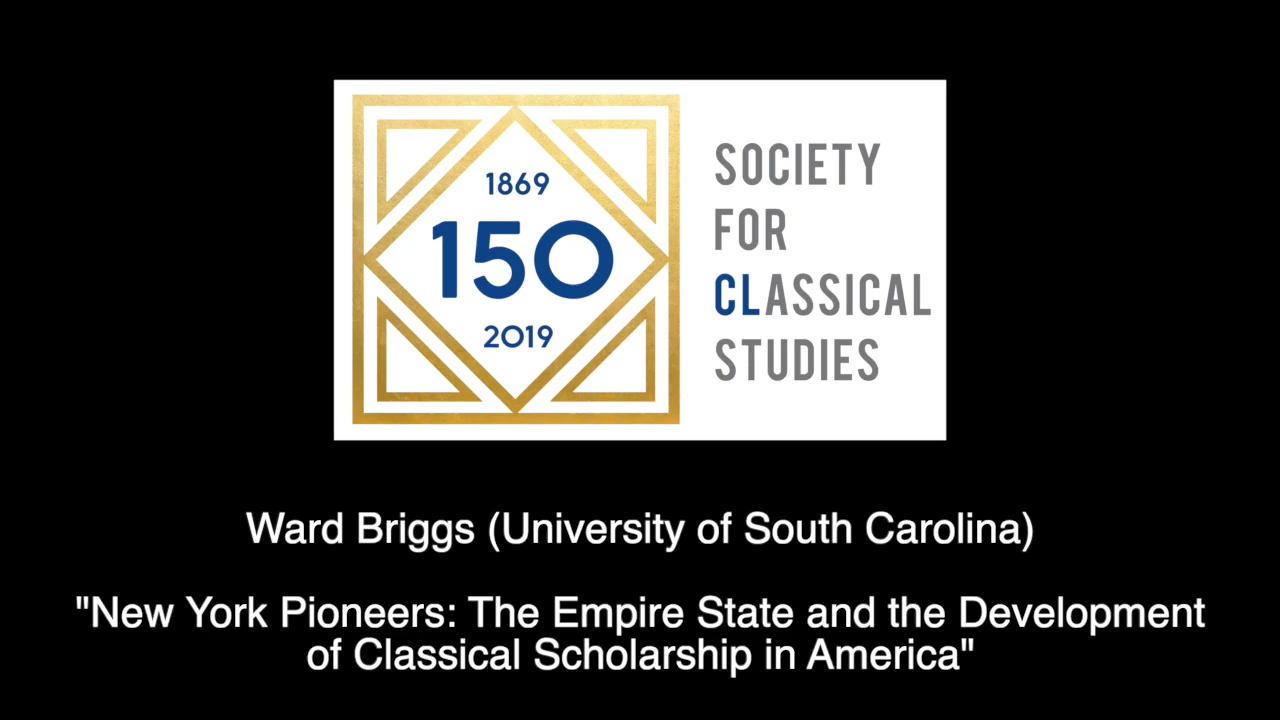 1869
150
2019
SOCIETY
FOR
CLASSICAL
STUDIES
Ward Briggs (University of South Carolina)
"New York Pioneers: The Empire State and the Development
of Classical Scholarship in America"